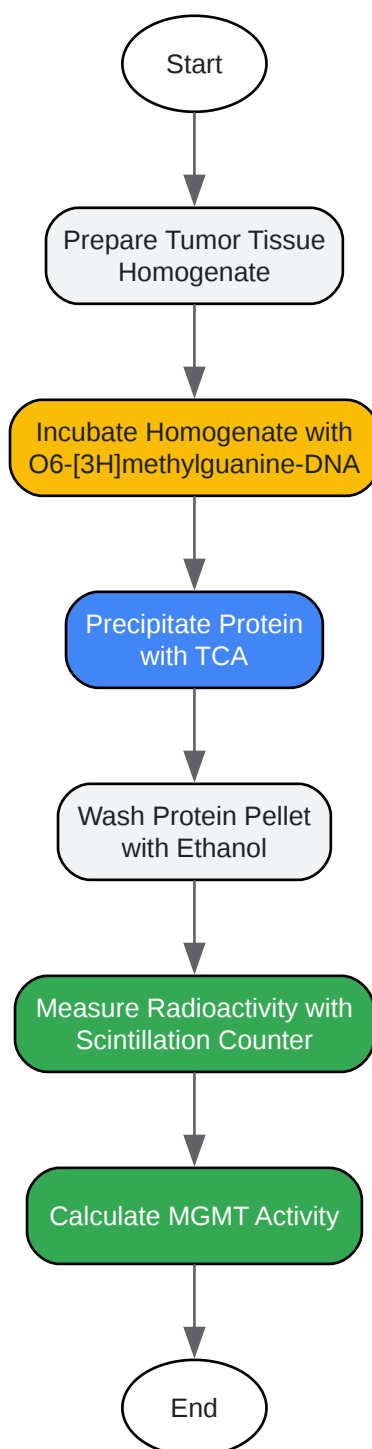 Start
Prepare Tumor Tissue
Homogenate
Incubate Homogenate with
O6-[3H]methylguanine-DNA
Precipitate Protein
with TCA
Wash Protein Pellet
with Ethanol
Measure Radioactivity with
Scintillation Counter
Calculate MGMT Activity
End